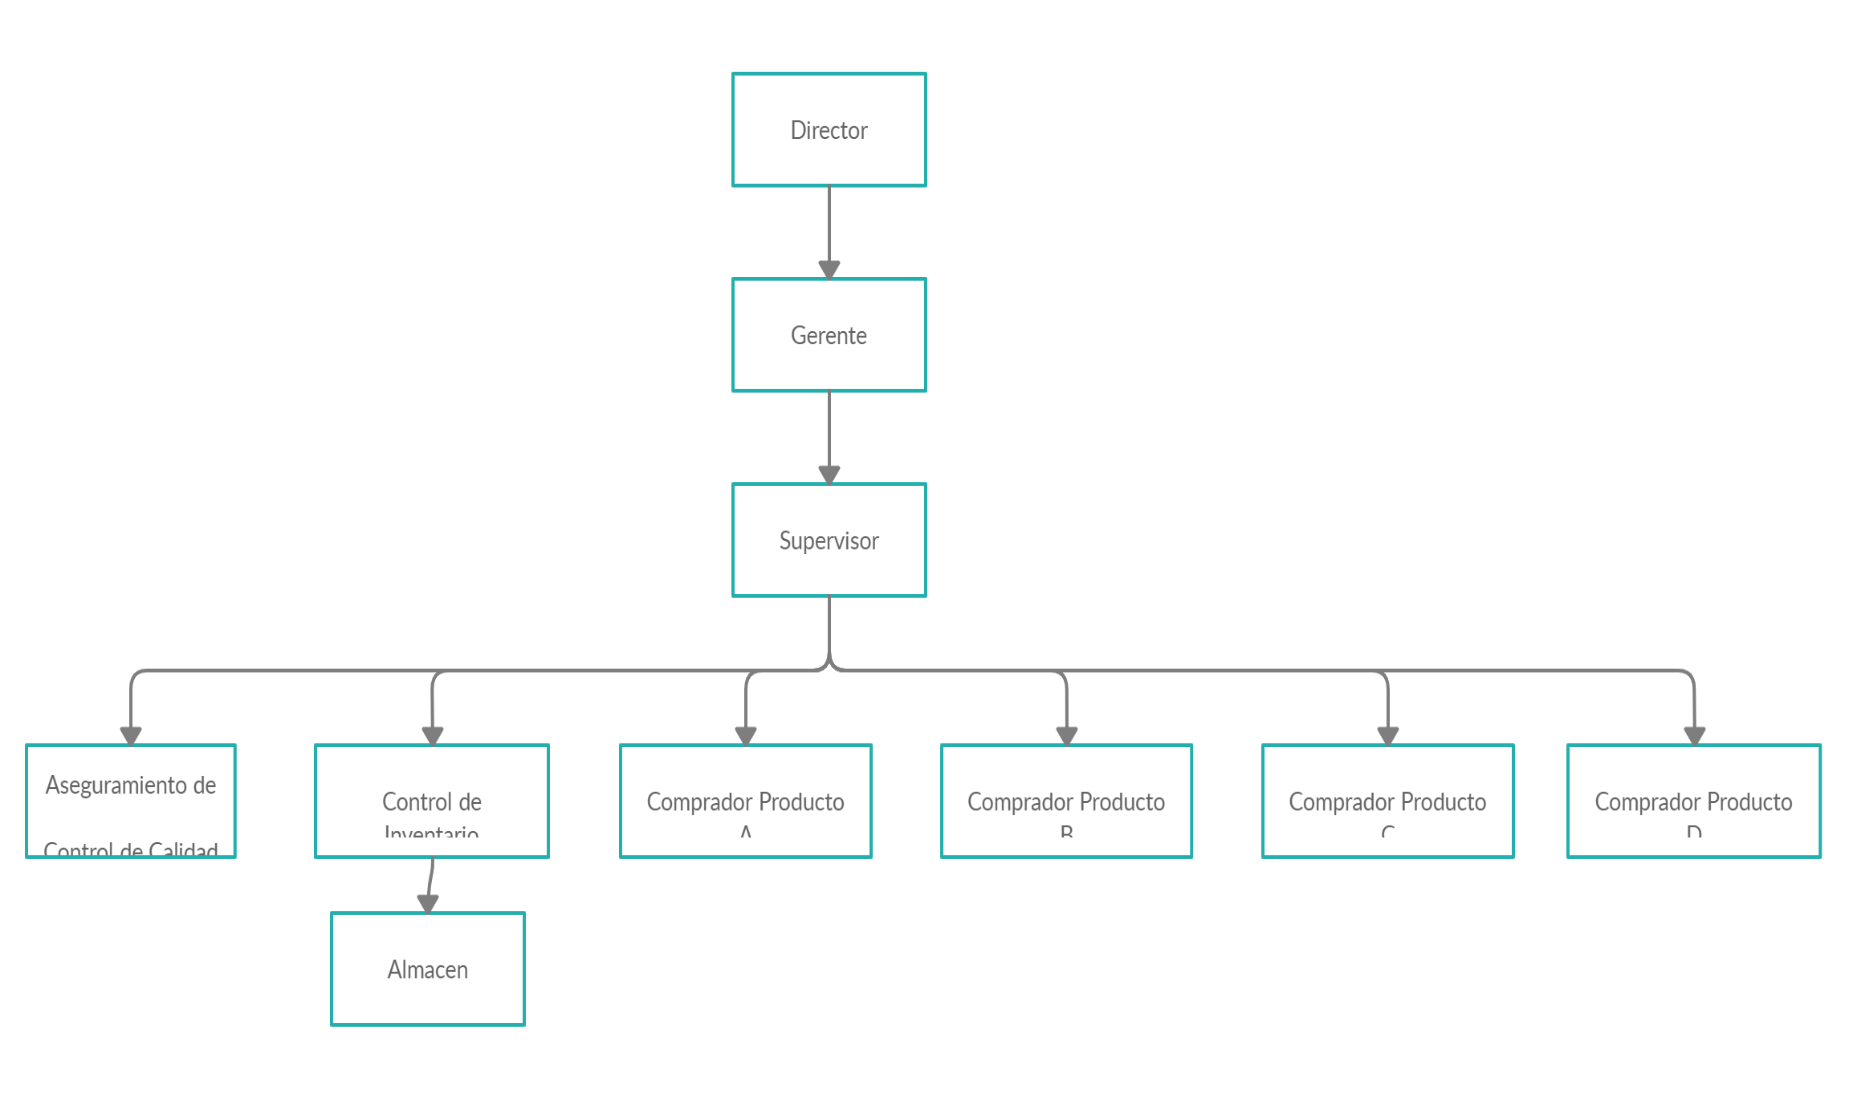 Director
Gerente
Supervisor
Aseguramiento de
Control de Calidad
Control de
Inventario
Comprador Producto
A
Comprador Producto
B
Comprador Producto
C
Comprador Producto
D
Almacen